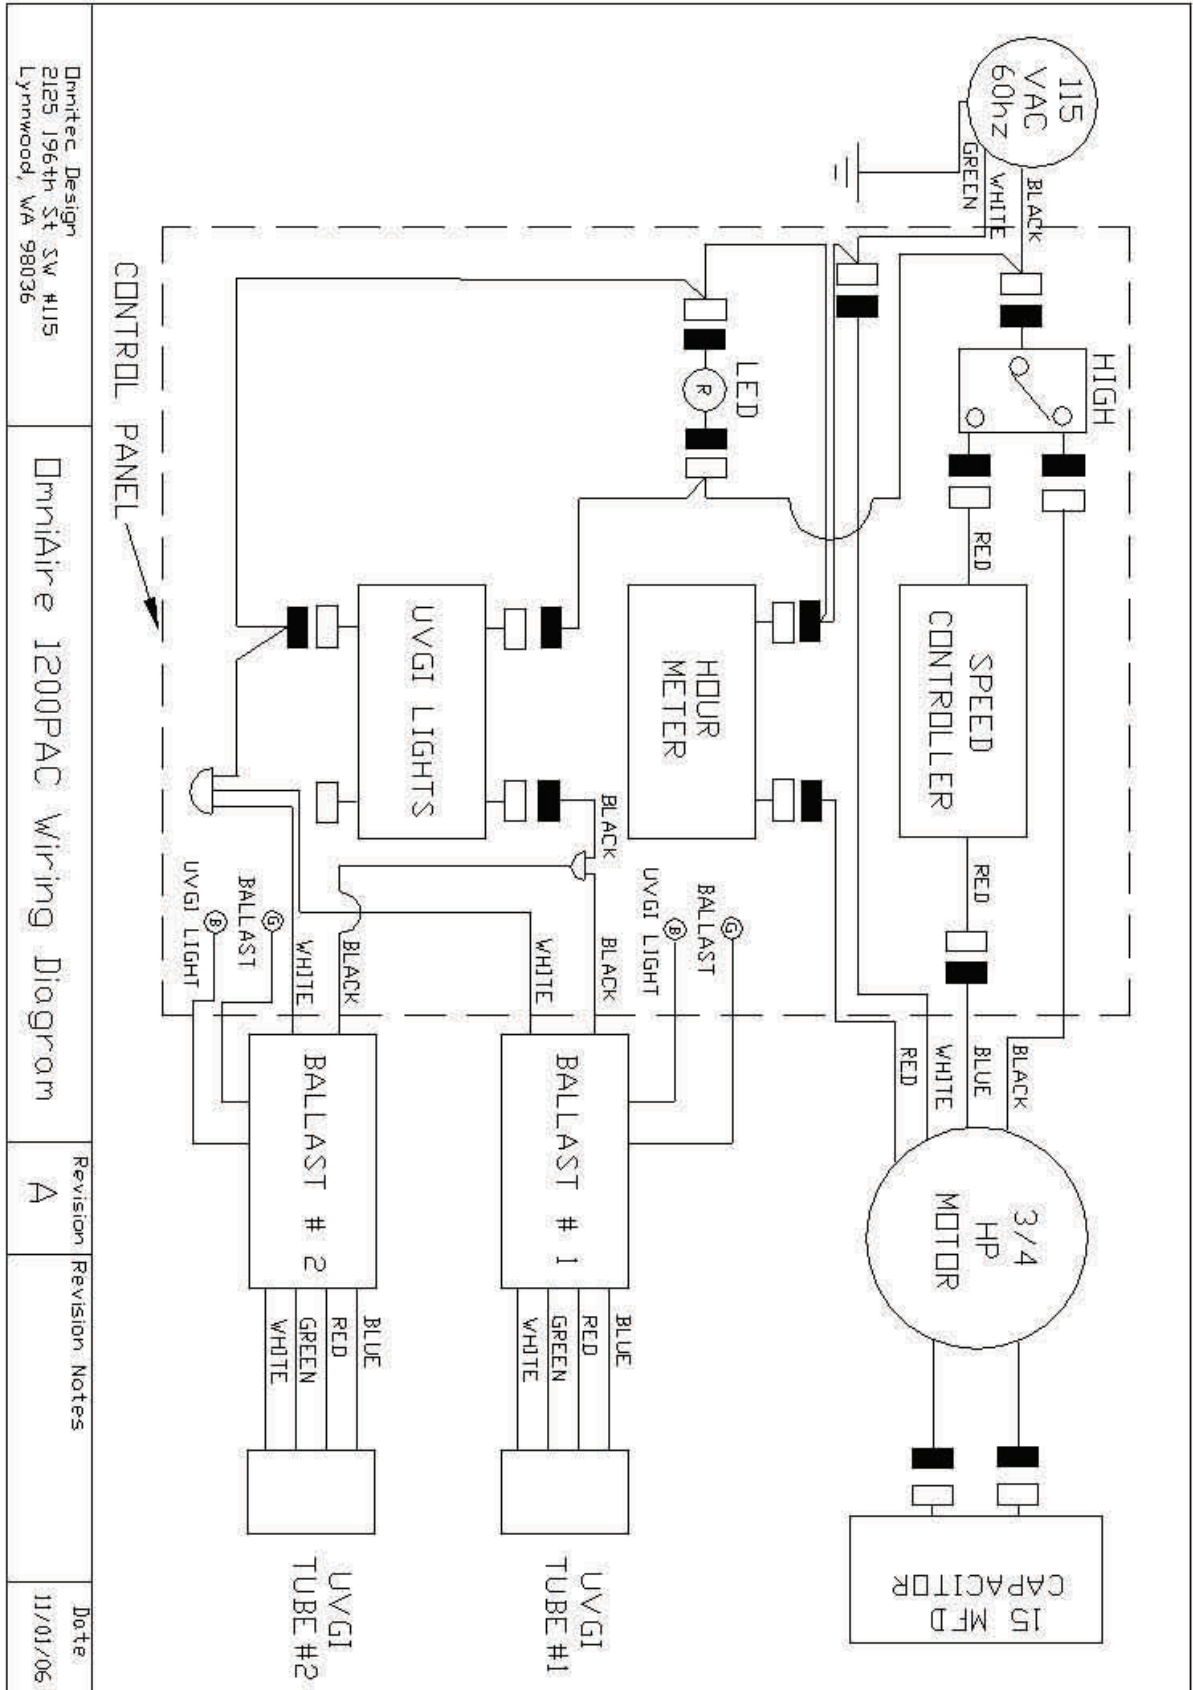 115
VAC
60hz
BLACK
WHITE
GREEN
HIGH
LED
R
RED
SPEED
CONTROLLER
RED
HOUR
METER
UVGI LIGHTS
CONTROL PANEL
BLACK
BALLAST
G
UVGI LIGHT
B
BALLAST
G
UVGI LIGHT
B
BLACK
WHITE
BLACK
WHITE
BLACK
BLUE
WHITE
RED
3/4
HP
MOTOR
15 MFD
CAPACITOR
BALLAST # 1
BLUE
RED
GREEN
WHITE
UVGI
TUBE #1
BALLAST # 2
BLUE
RED
GREEN
WHITE
UVGI
TUBE #2
Omnitec Design
2125 196th St SW #115
Lynnwood, WA 98036
OmniAire 1200PAC Wiring Diagram
Revision
A
Revision Notes
Date
11/01/06